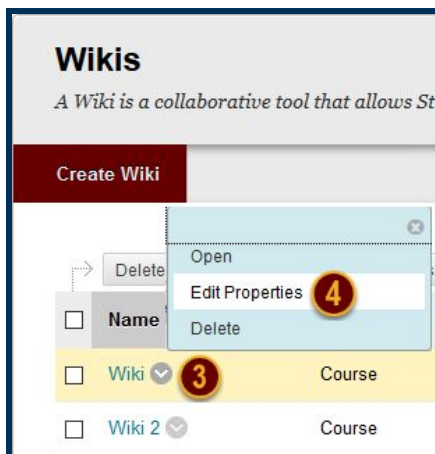 Wikis
A Wiki is a collaborative tool that allows St
Create Wiki
Open
Delete
Edit Properties 4
Name
Delete
Wiki 3 Course
Wiki 2 Course